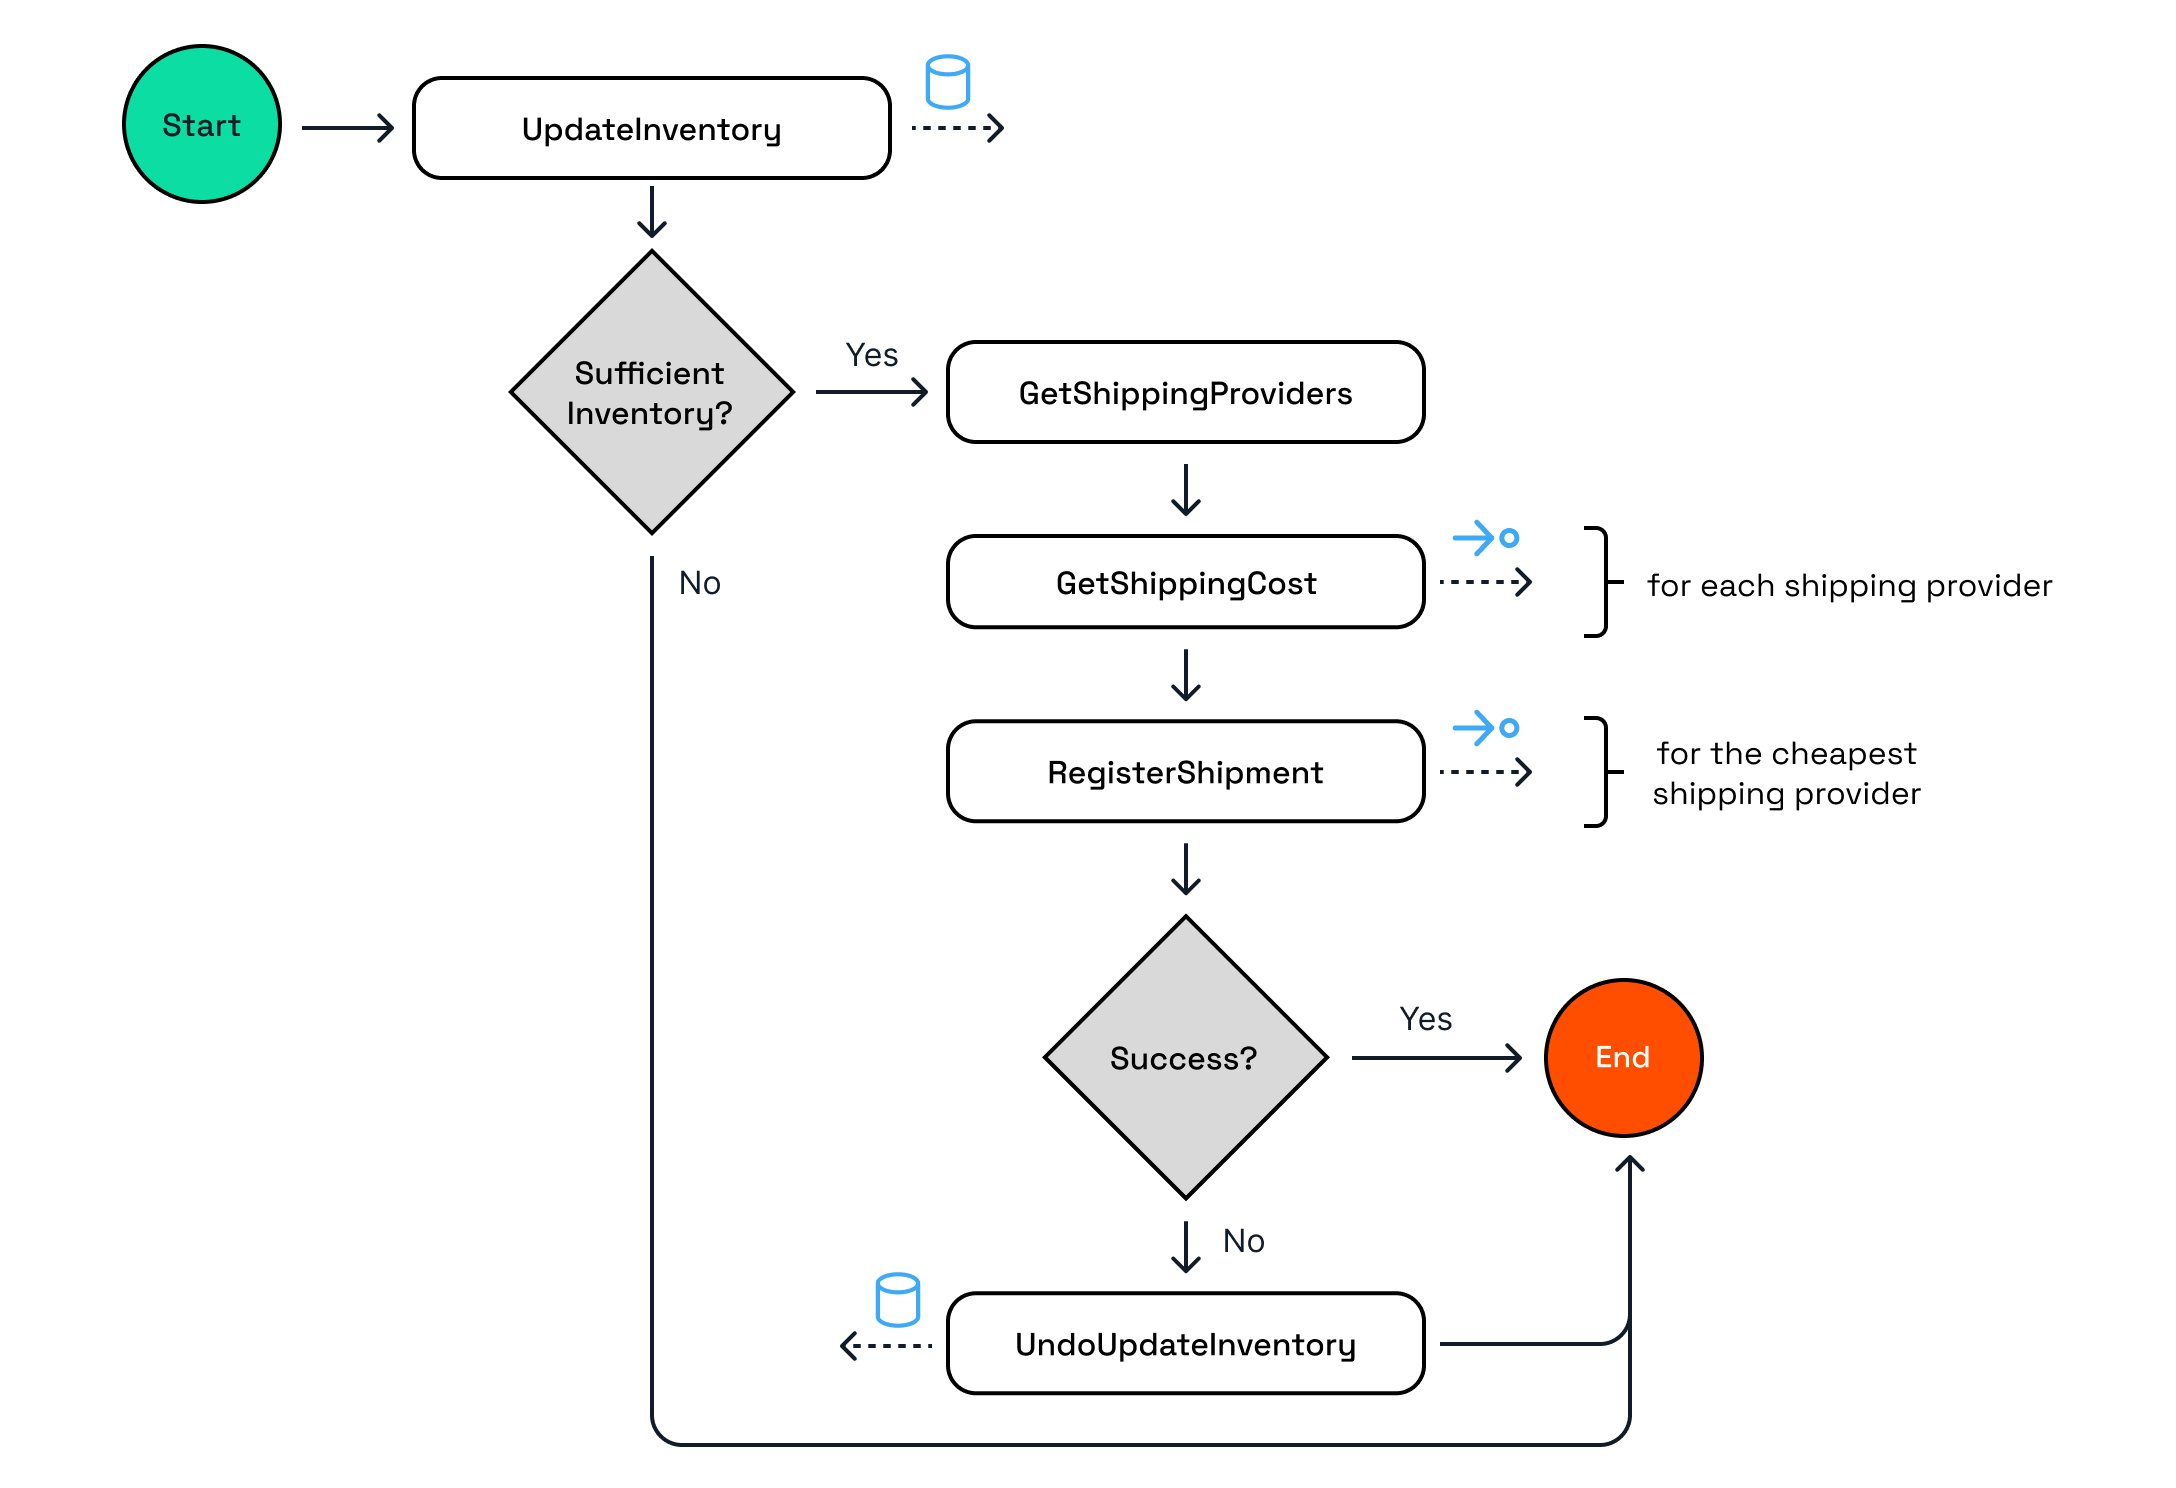 Start
UpdateInventory
Sufficient
Inventory?
Yes
GetShippingProviders
No
GetShippingCost
for each shipping provider
RegisterShipment
for the cheapest
shipping provider
Success?
Yes
End
No
UndoUpdateInventory